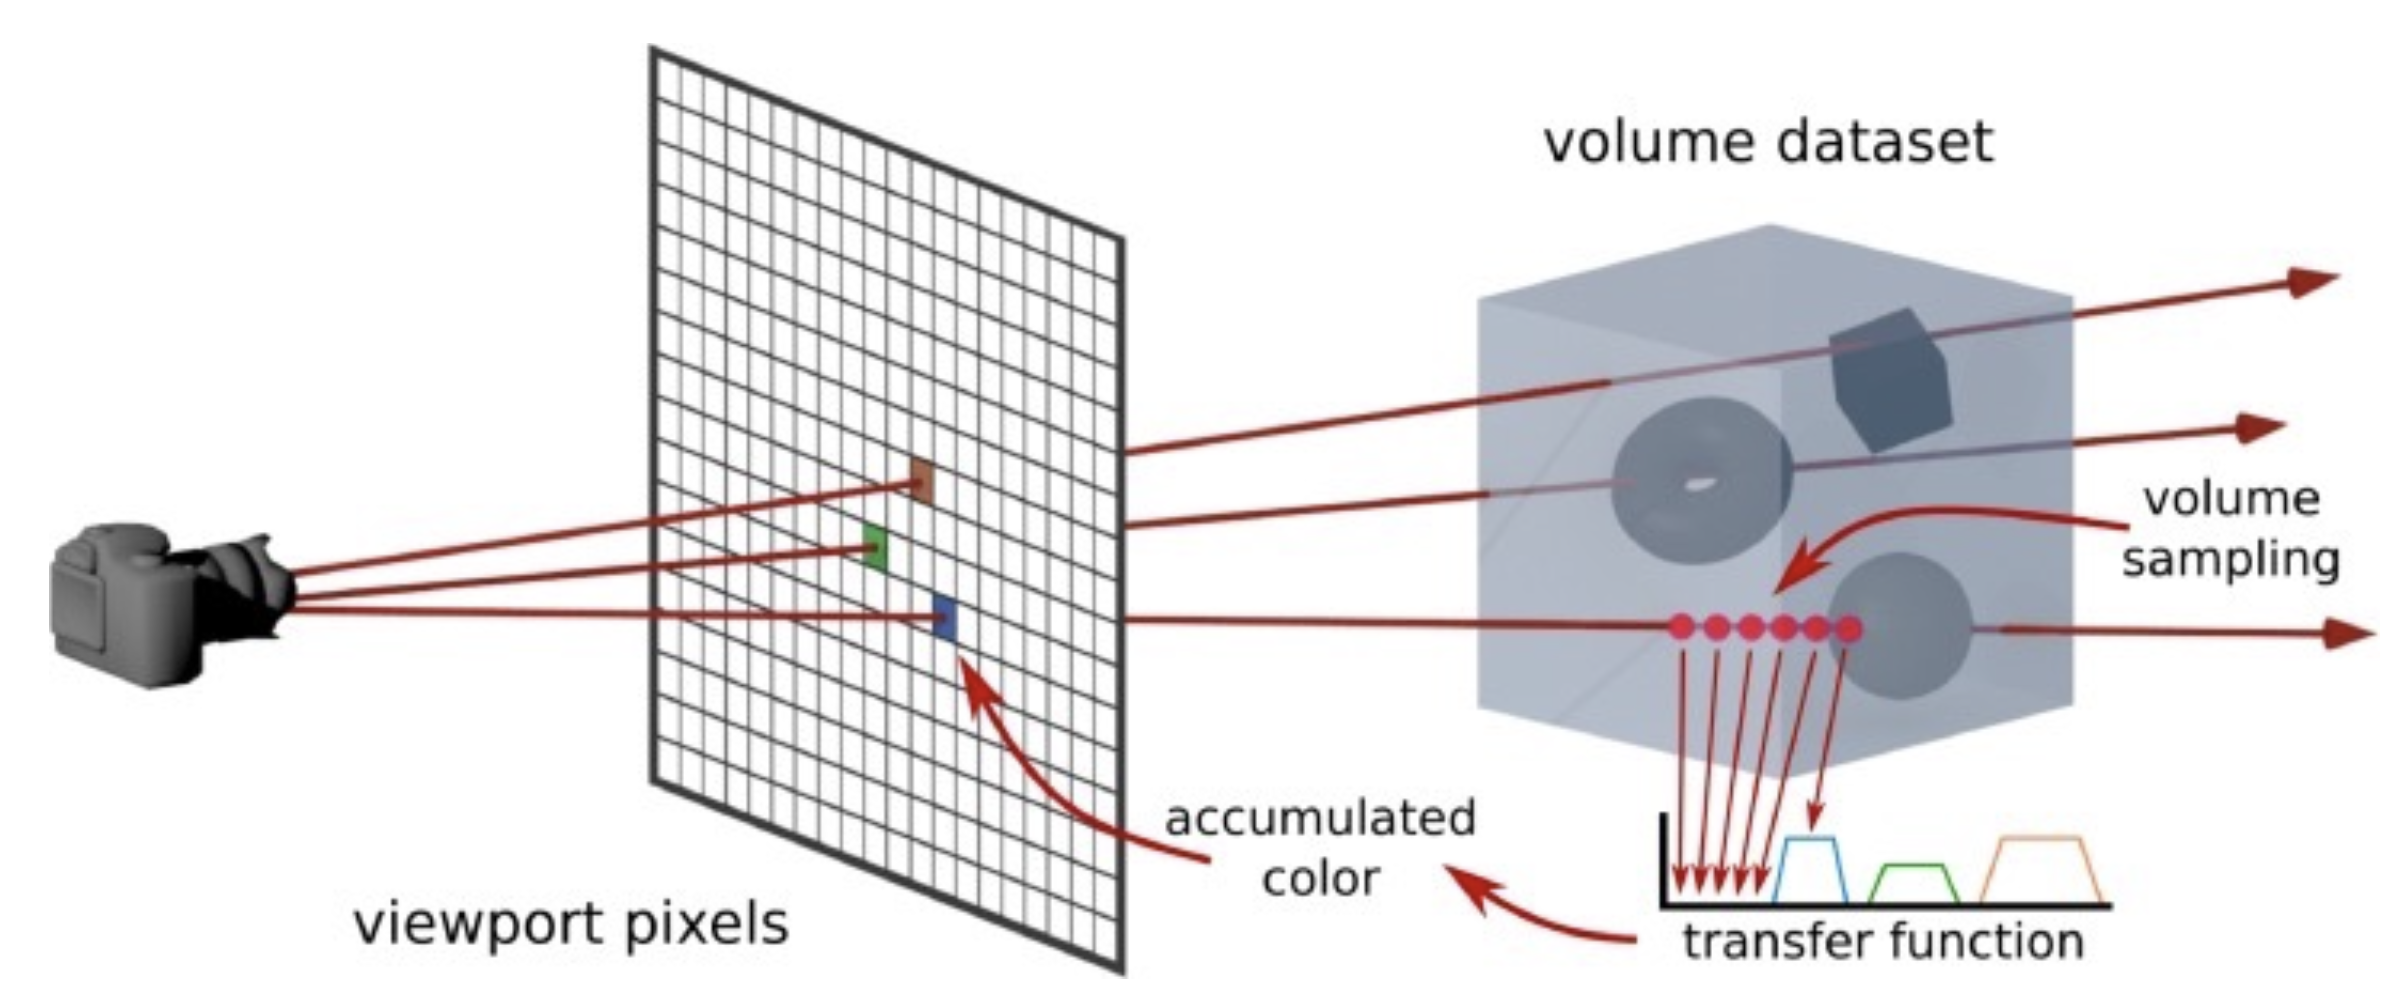 volume dataset
volume
sampling
accumulated
color
viewport pixels
transfer function